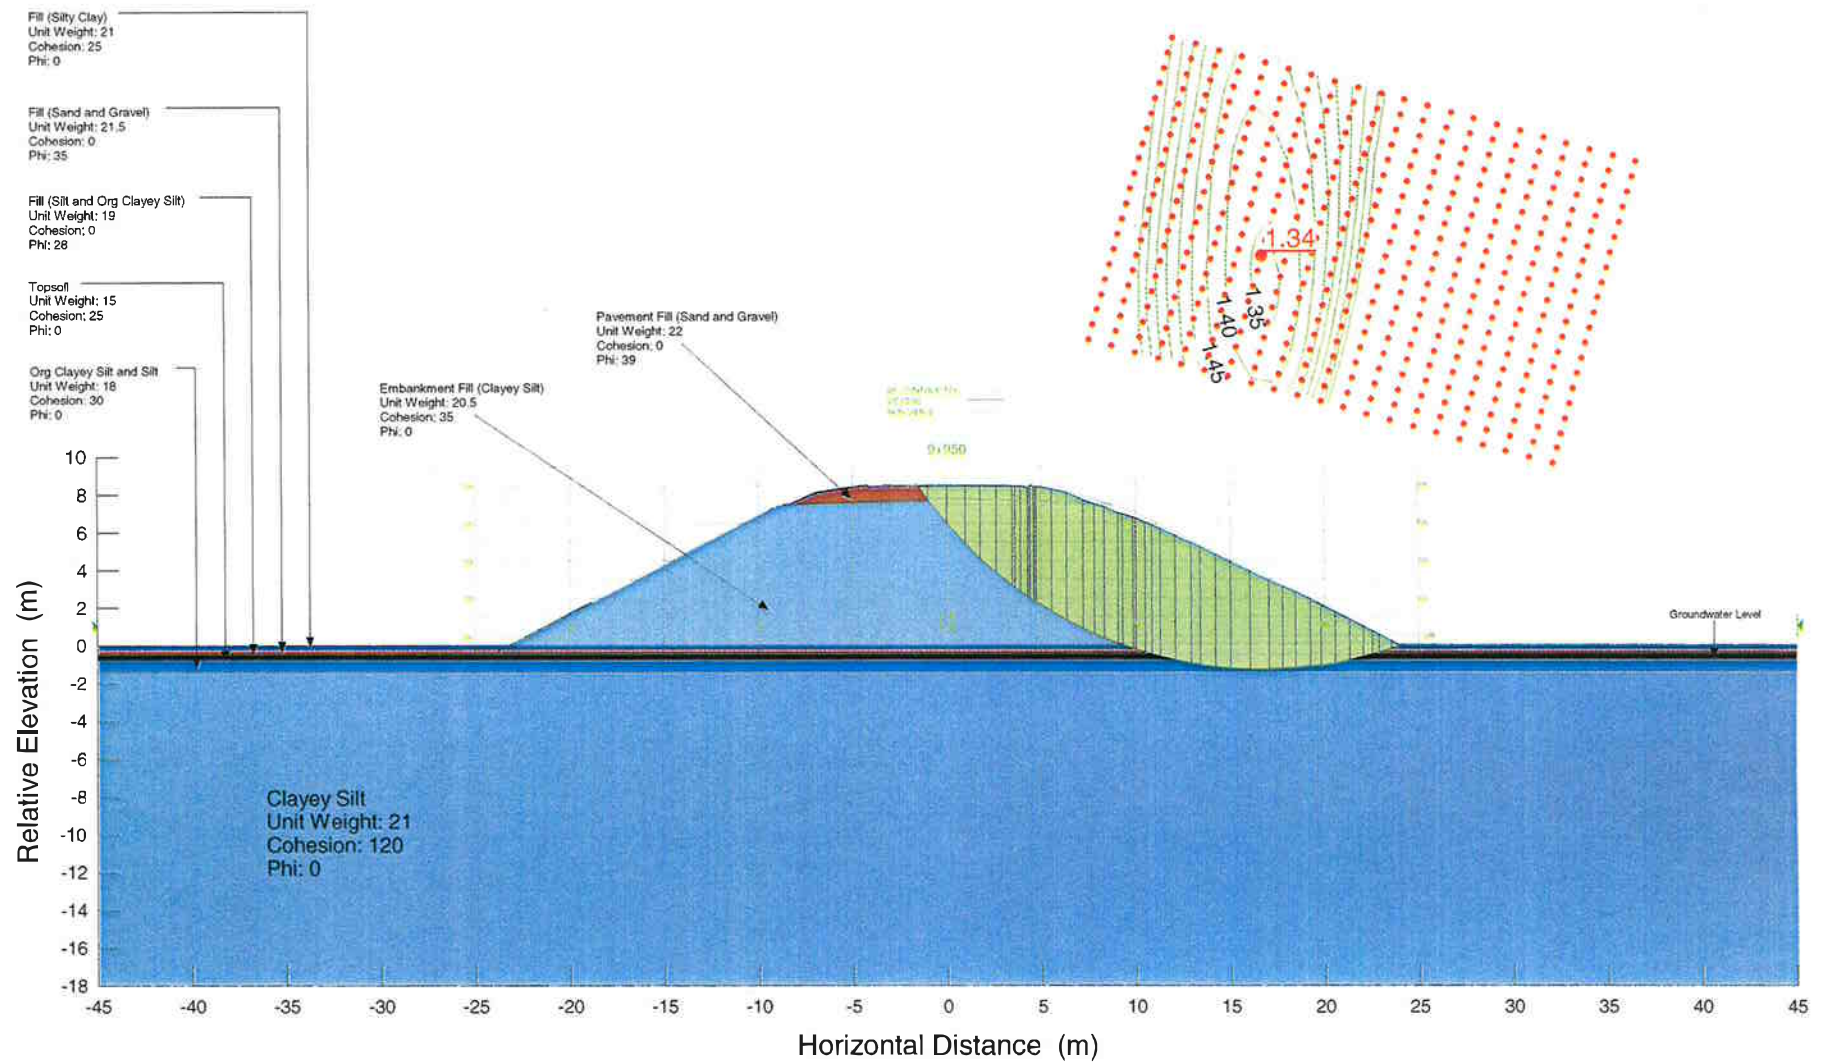 Fill (Silty Clay)
Unit Weight: 21
Cohesion: 25
Phi: 0
Fill (Sand and Gravel)
Unit Weight: 21.5
Cohesion: 0
Phi: 35
Fill (Silt and Org Clayey Silt)
Unit Weight: 19
Cohesion: 0
Phi: 28
Topsoil
Unit Weight: 15
Cohesion: 25
Phi: 0
Org Clayey Silt and Silt
Unit Weight: 18
Cohesion: 30
Phi: 0
Embankment Fill (Clayey Silt)
Unit Weight: 20.5
Cohesion: 35
Phi: 0
Pavement Fill (Sand and Gravel)
Unit Weight: 22
Cohesion: 0
Phi: 39
1.34
1.35
1.40
1.45
9+950
Groundwater Level
Clayey Silt
Unit Weight: 21
Cohesion: 120
Phi: 0
Relative Elevation (m)
10
8
6
4
2
0
-2
-4
-6
-8
-10
-12
-14
-16
-18
-45 -40 -35 -30 -25 -20 -15 -10 -5 0 5 10 15 20 25 30 35 40 45
Horizontal Distance (m)